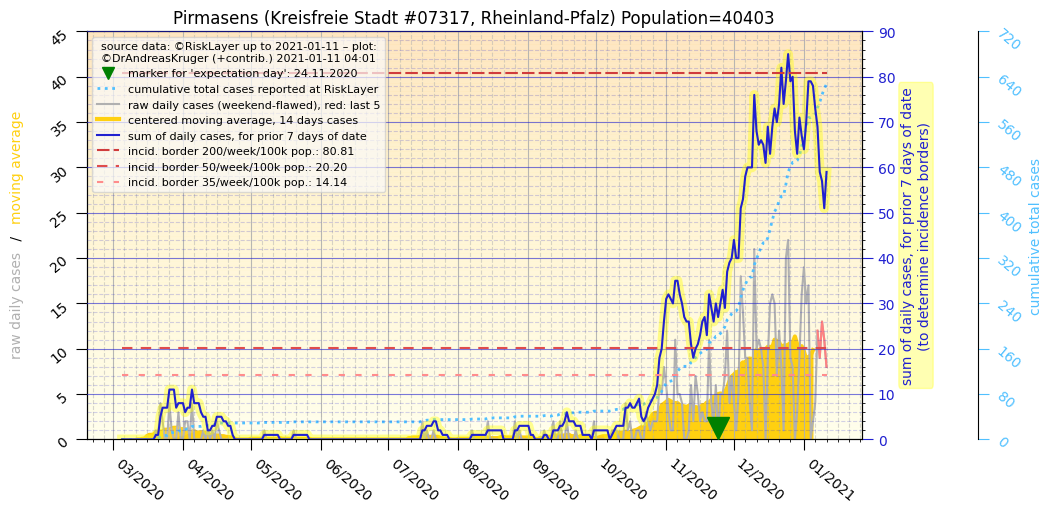 Pirmasens (Kreisfreie Stadt #07317, Rheinland-Pfalz) Population=40403
source data: ©RiskLayer up to 2021-01-11 – plot:
©DrAndreasKruger (+contrib.) 2021-01-11 04:01
marker for 'expectation day': 24.11.2020
cumulative total cases reported at RiskLayer
raw daily cases (weekend-flawed), red: last 5
centered moving average, 14 days cases
sum of daily cases, for prior 7 days of date
incid. border 200/week/100k pop.: 80.81
incid. border 50/week/100k pop.: 20.20
incid. border 35/week/100k pop.: 14.14
raw daily cases / moving average
45
40
35
30
25
20
15
10
5
0
03/2020
04/2020
05/2020
06/2020
07/2020
08/2020
09/2020
10/2020
11/2020
12/2020
01/2021
90
80
70
60
50
40
30
20
10
0
sum of daily cases, for prior 7 days of date
(to determine incidence borders)
720
640
560
480
400
320
240
160
80
0
cumulative total cases